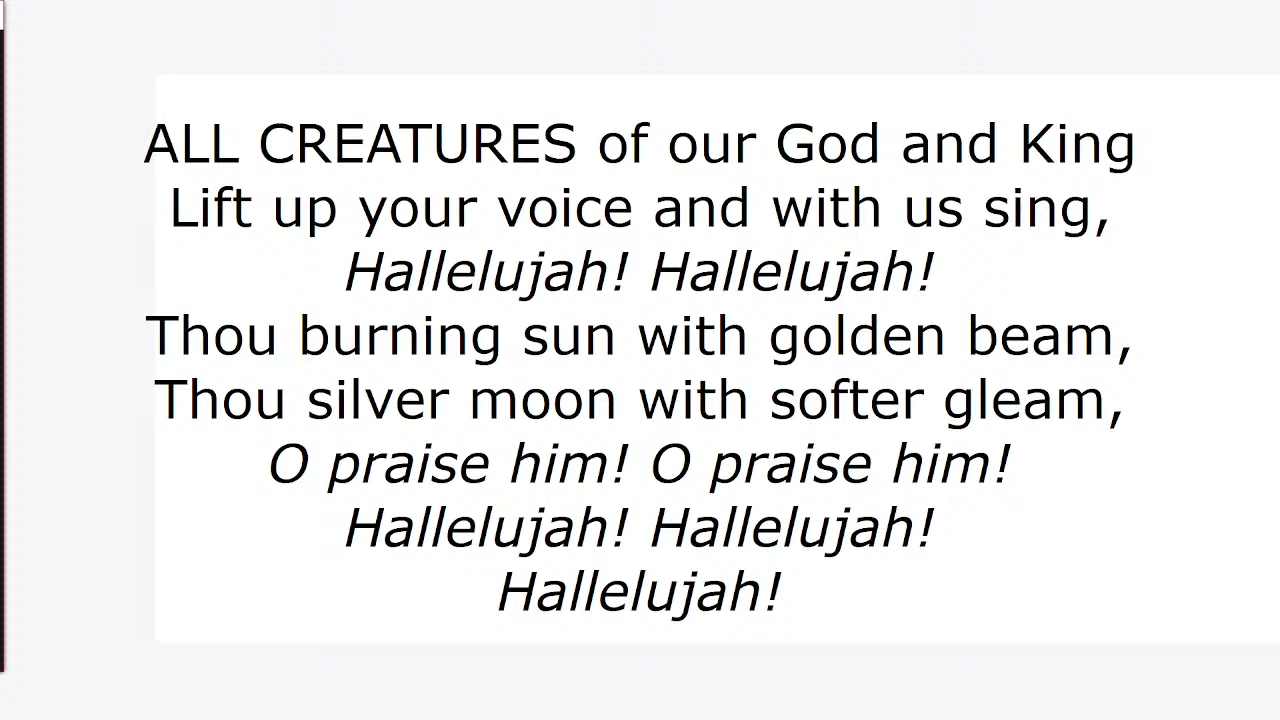 ALL CREATURES of our God and King
Lift up your voice and with us sing,
Hallelujah! Hallelujah!
Thou burning sun with golden beam,
Thou silver moon with softer gleam,
O praise him! O praise him!
Hallelujah! Hallelujah!
Hallelujah!